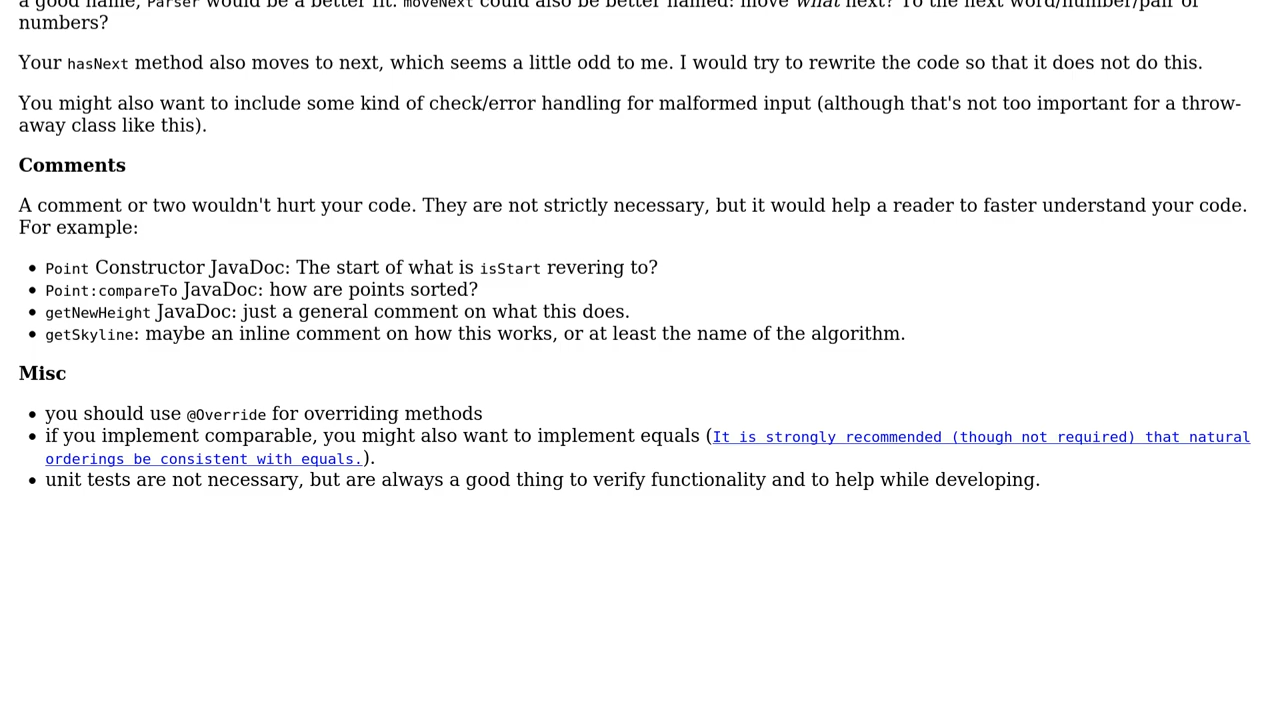 a good name, Parser would be a better fit. moveNext could also be better named: move what next? To the next word/number/pair of
numbers?
Your hasNext method also moves to next, which seems a little odd to me. I would try to rewrite the code so that it does not do this.
You might also want to include some kind of check/error handling for malformed input (although that's not too important for a throw-
away class like this).
Comments
A comment or two wouldn't hurt your code. They are not strictly necessary, but it would help a reader to faster understand your code.
For example:
• Point Constructor JavaDoc: The start of what is isStart revering to?
• Point:compareTo JavaDoc: how are points sorted?
• getNewHeight JavaDoc: just a general comment on what this does.
• getSkyline: maybe an inline comment on how this works, or at least the name of the algorithm.
Misc
• you should use @Override for overriding methods
• if you implement comparable, you might also want to implement equals (It is strongly recommended (though not required) that natural
orderings be consistent with equals.).
• unit tests are not necessary, but are always a good thing to verify functionality and to help while developing.